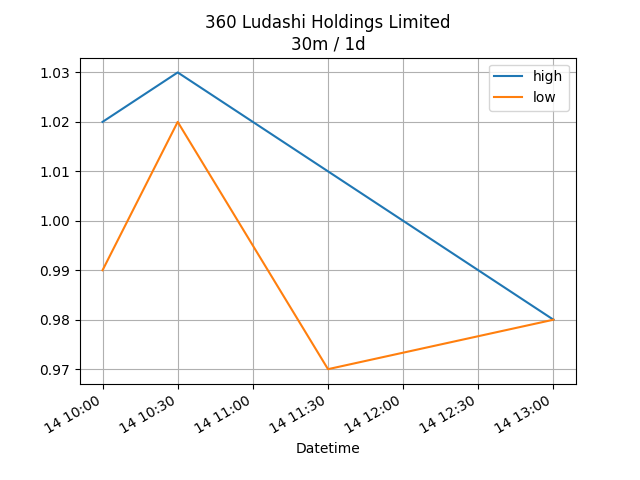 360 Ludashi Holdings Limited
30m / 1d
high
low
1.03
1.02
1.01
1.00
0.99
0.98
0.97
14 10:00
14 10:30
14 11:00
14 11:30
14 12:00
14 12:30
14 13:00
Datetime